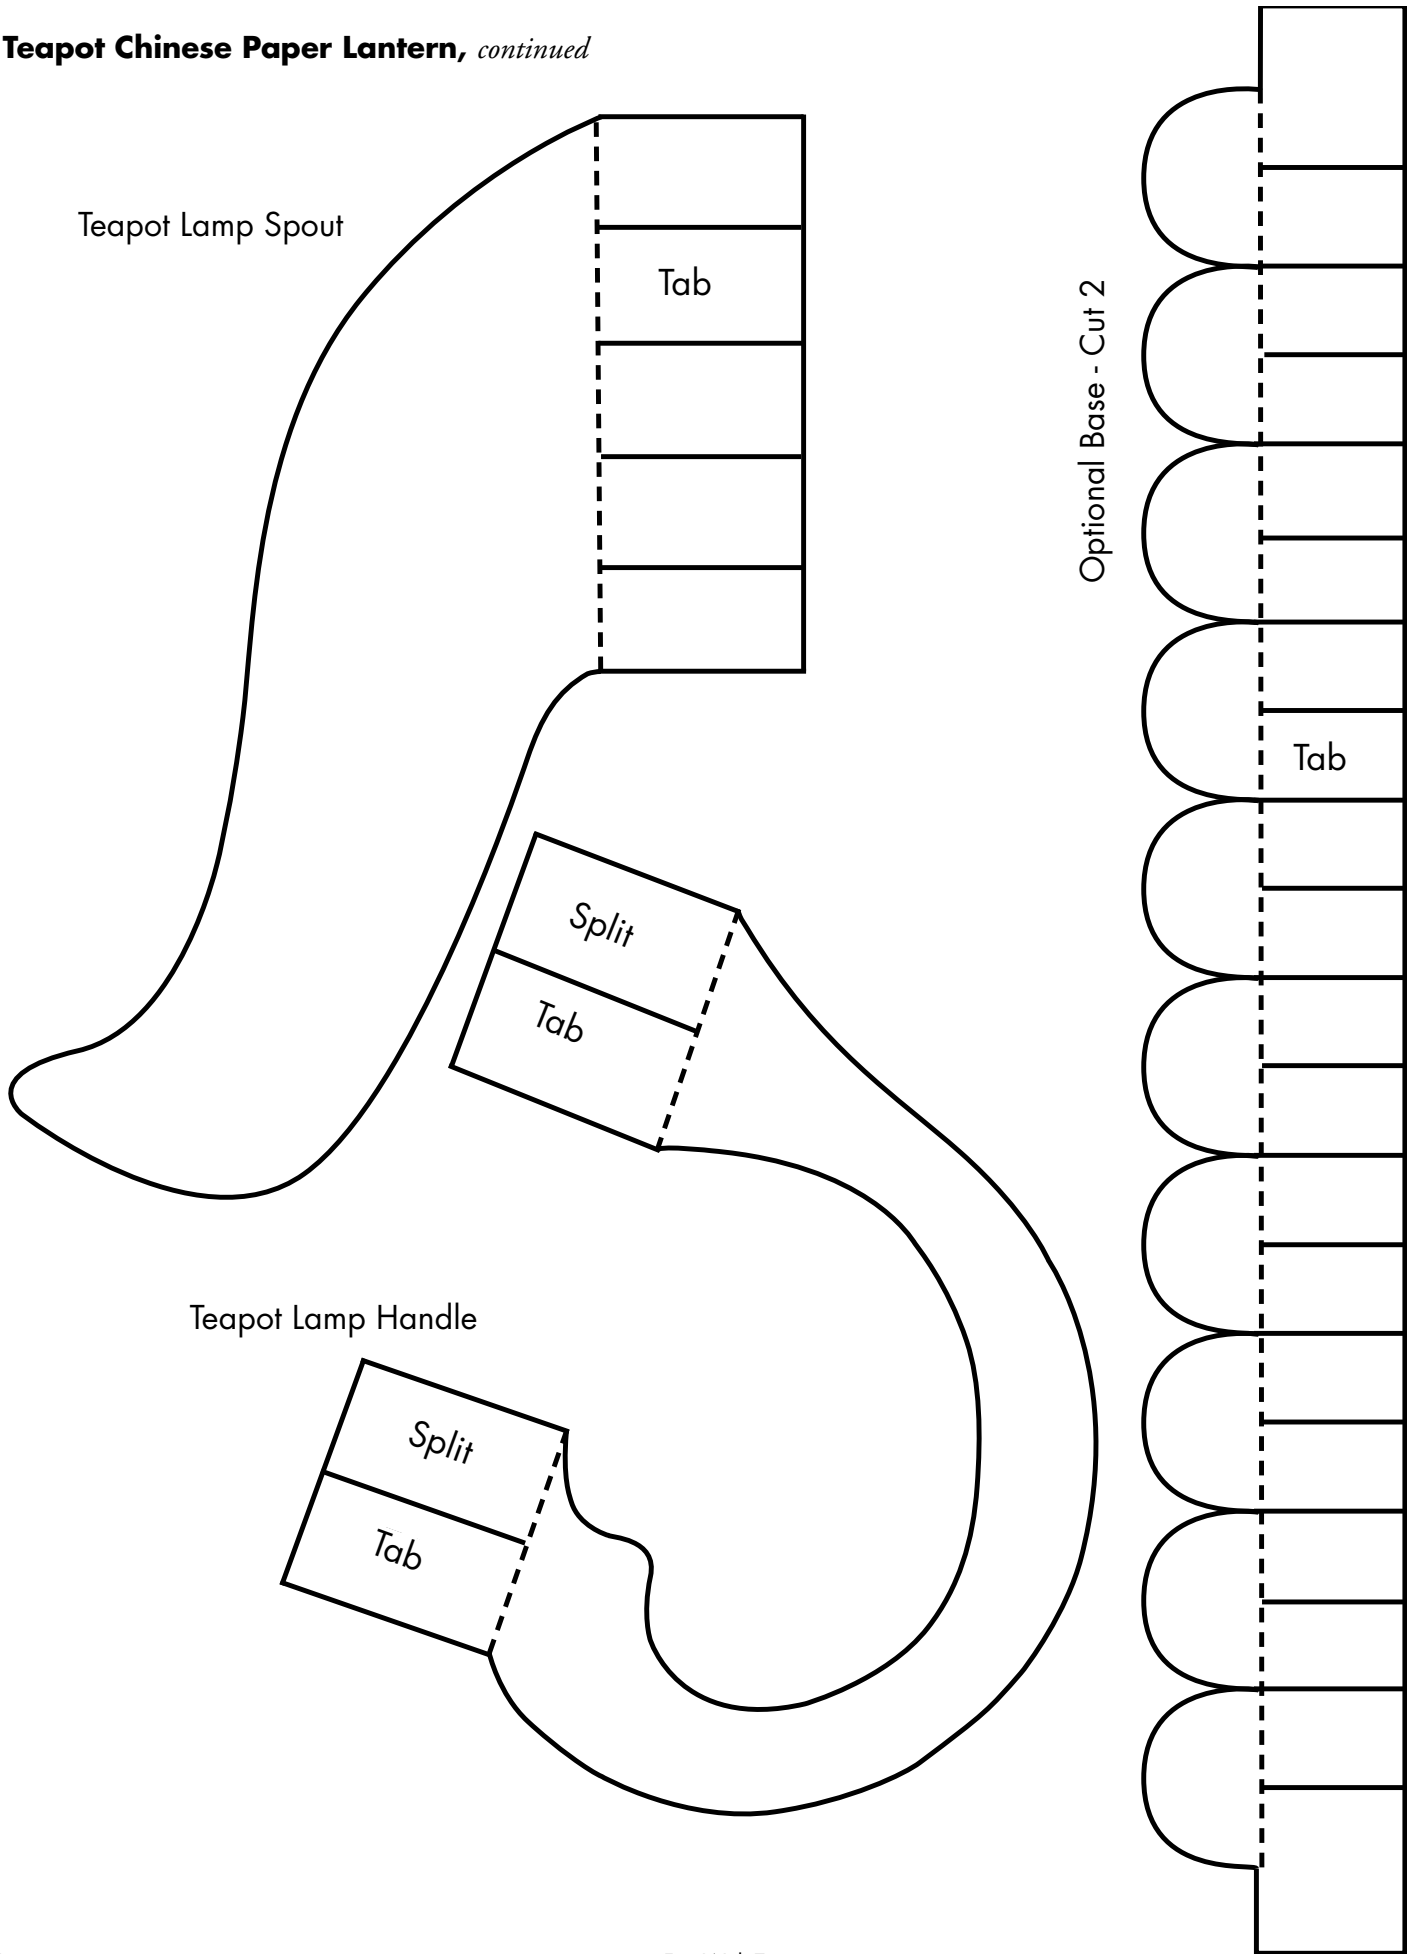 Teapot Chinese Paper Lantern, continued
Teapot Lamp Spout
Tab
Optional Base - Cut 2
Tab
Split
Tab
Teapot Lamp Handle
Split
Tab